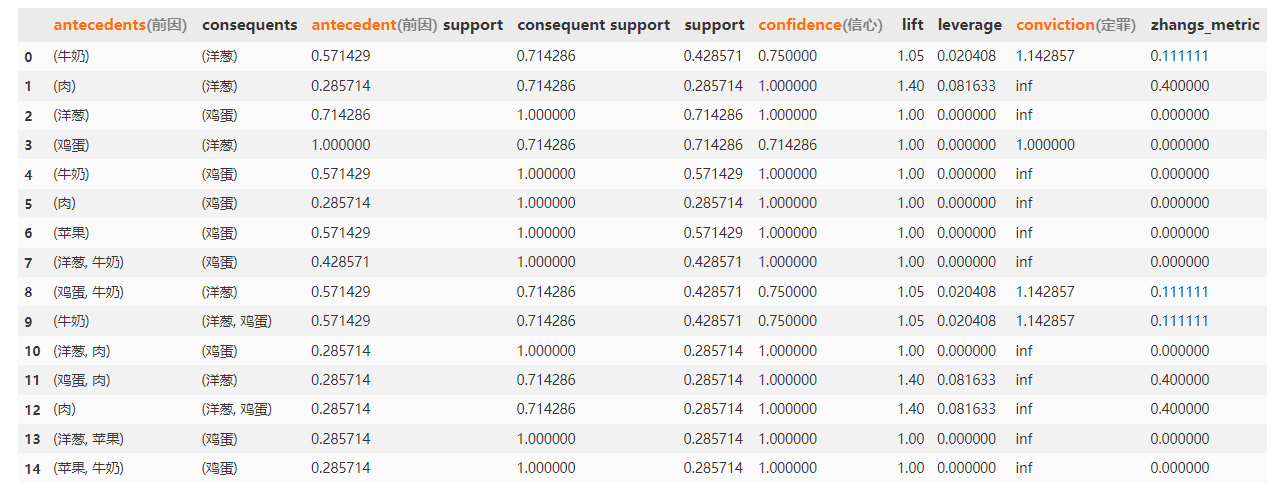 antecedents(前因) consequents antecedent(前因) support consequent support support confidence(信心) lift leverage conviction(定罪) zhangs_metric
0 (牛奶) (洋葱) 0.571429 0.714286 0.428571 0.750000 1.05 0.020408 1.142857 0.111111
1 (肉) (洋葱) 0.285714 0.714286 0.285714 1.000000 1.40 0.081633 inf 0.400000
2 (洋葱) (鸡蛋) 0.714286 1.000000 0.714286 1.000000 1.00 0.000000 inf 0.000000
3 (鸡蛋) (洋葱) 1.000000 0.714286 0.714286 0.714286 1.00 0.000000 1.000000 0.000000
4 (牛奶) (鸡蛋) 0.571429 1.000000 0.571429 1.000000 1.00 0.000000 inf 0.000000
5 (肉) (鸡蛋) 0.285714 1.000000 0.285714 1.000000 1.00 0.000000 inf 0.000000
6 (苹果) (鸡蛋) 0.571429 1.000000 0.571429 1.000000 1.00 0.000000 inf 0.000000
7 (洋葱, 牛奶) (鸡蛋) 0.428571 1.000000 0.428571 1.000000 1.00 0.000000 inf 0.000000
8 (鸡蛋, 牛奶) (洋葱) 0.571429 0.714286 0.428571 0.750000 1.05 0.020408 1.142857 0.111111
9 (牛奶) (洋葱, 鸡蛋) 0.571429 0.714286 0.428571 0.750000 1.05 0.020408 1.142857 0.111111
10 (洋葱, 肉) (鸡蛋) 0.285714 1.000000 0.285714 1.000000 1.00 0.000000 inf 0.000000
11 (鸡蛋, 肉) (洋葱) 0.285714 0.714286 0.285714 1.000000 1.40 0.081633 inf 0.400000
12 (肉) (洋葱, 鸡蛋) 0.285714 0.714286 0.285714 1.000000 1.40 0.081633 inf 0.400000
13 (洋葱, 苹果) (鸡蛋) 0.285714 1.000000 0.285714 1.000000 1.00 0.000000 inf 0.000000
14 (苹果, 牛奶) (鸡蛋) 0.285714 1.000000 0.285714 1.000000 1.00 0.000000 inf 0.000000